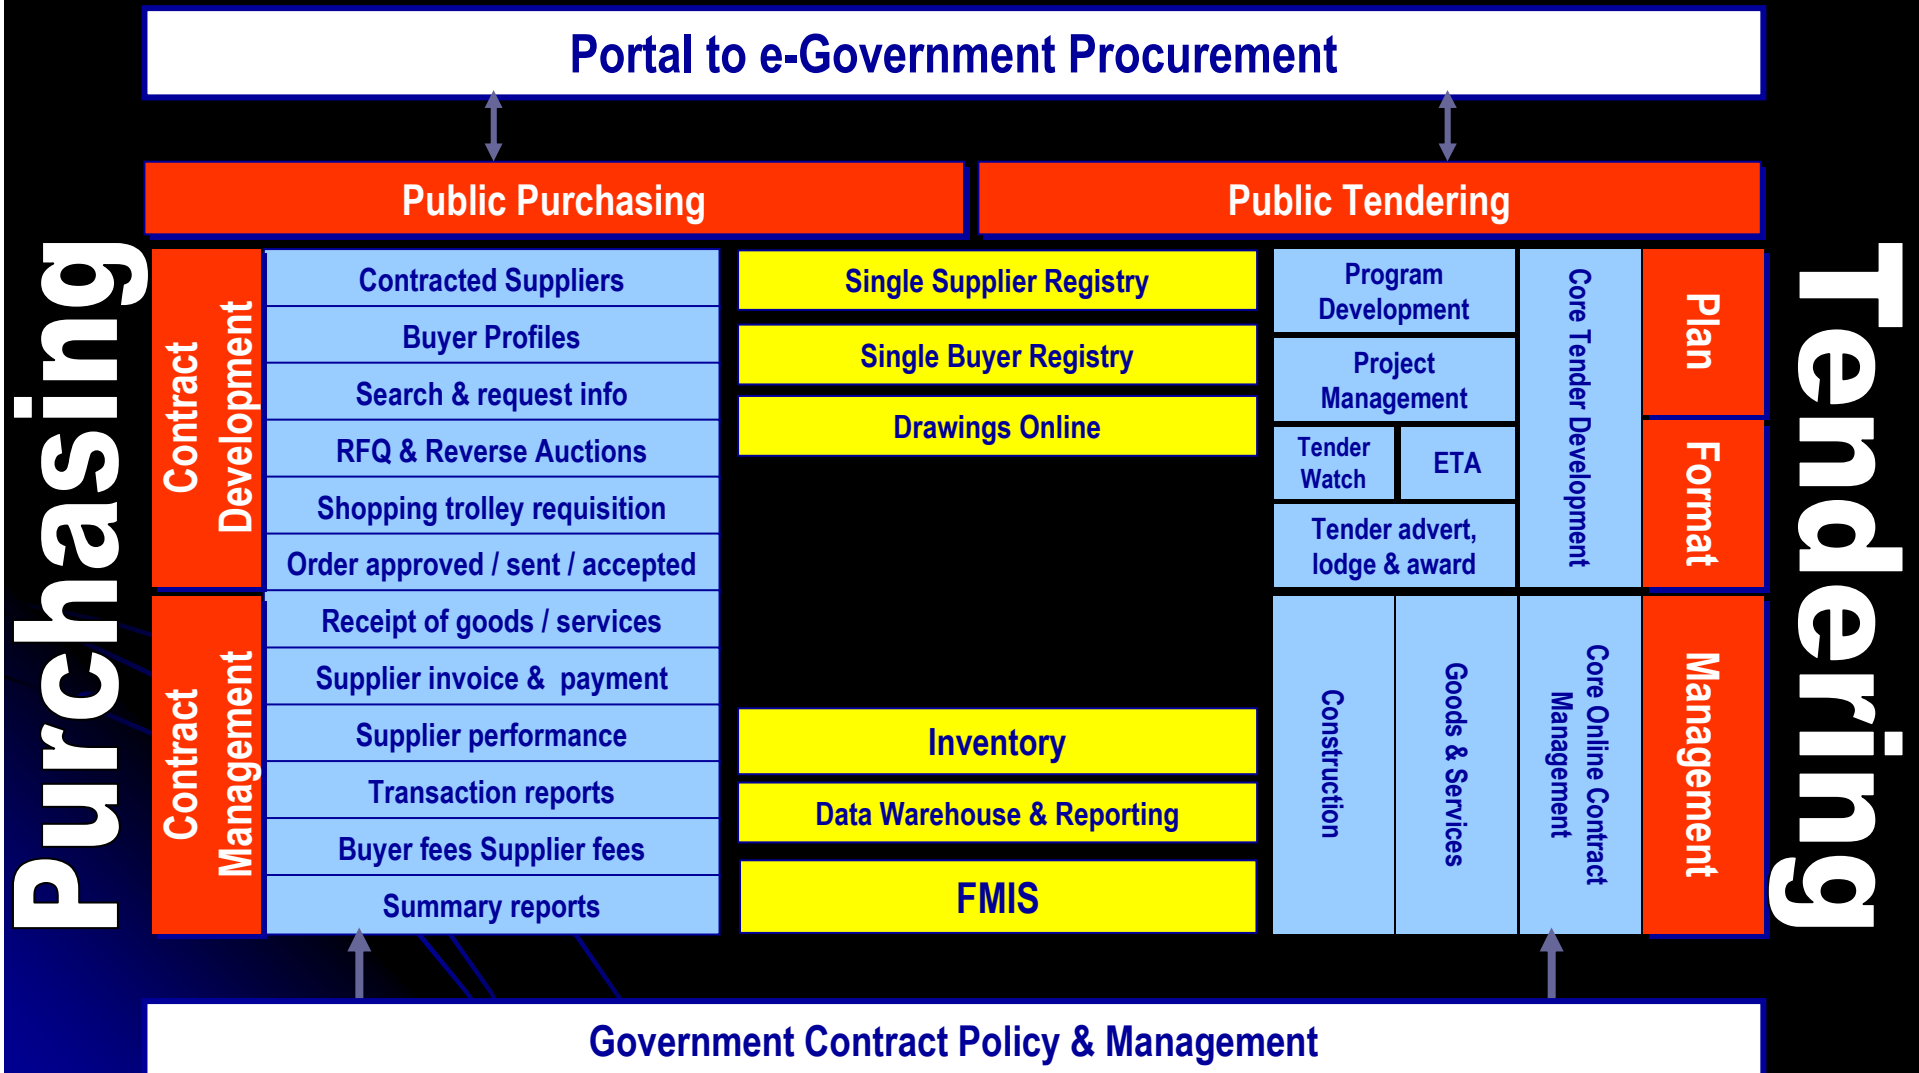 Portal to e-Government Procurement
Public Purchasing
Public Tendering
Purchasing
Contract
Development
Contract
Management
Contracted Suppliers
Buyer Profiles
Search & request info
RFQ & Reverse Auctions
Shopping trolley requisition
Order approved / sent / accepted
Receipt of goods / services
Supplier invoice & payment
Supplier performance
Transaction reports
Buyer fees Supplier fees
Summary reports
Single Supplier Registry
Single Buyer Registry
Drawings Online
Inventory
Data Warehouse & Reporting
FMIS
Program
Development
Project
Management
Tender
Watch
ETA
Tender advert,
lodge & award
Core Tender Development
Construction
Goods & Services
Core Online Contract
Management
Plan
Format
Management
Tendering
Government Contract Policy & Management